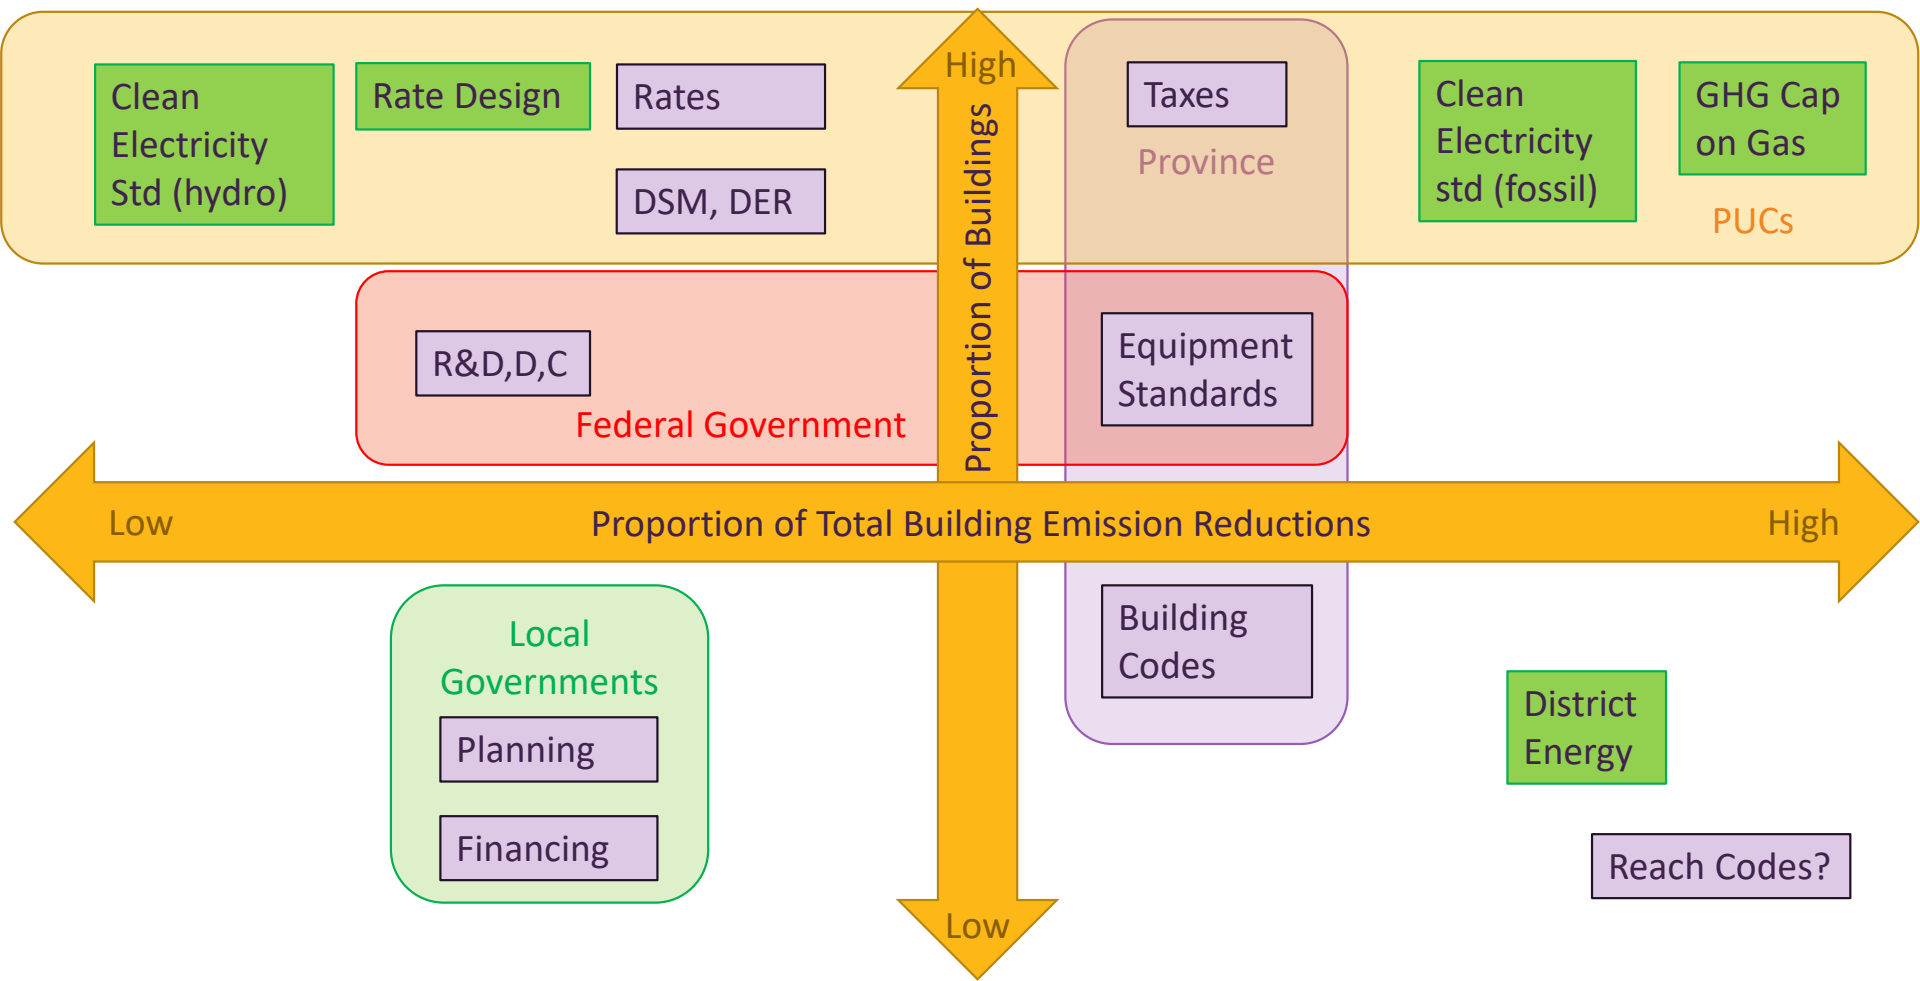 Clean
Electricity
Std (hydro)
Rate Design
Rates
DSM, DER
High
Proportion of Buildings
Taxes
Province
Clean
Electricity
std (fossil)
GHG Cap
on Gas
PUCs
R&D,D,C
Federal Government
Equipment
Standards
Low
Proportion of Total Building Emission Reductions
High
Local
Governments
Planning
Financing
Building
Codes
District
Energy
Reach Codes?
Low